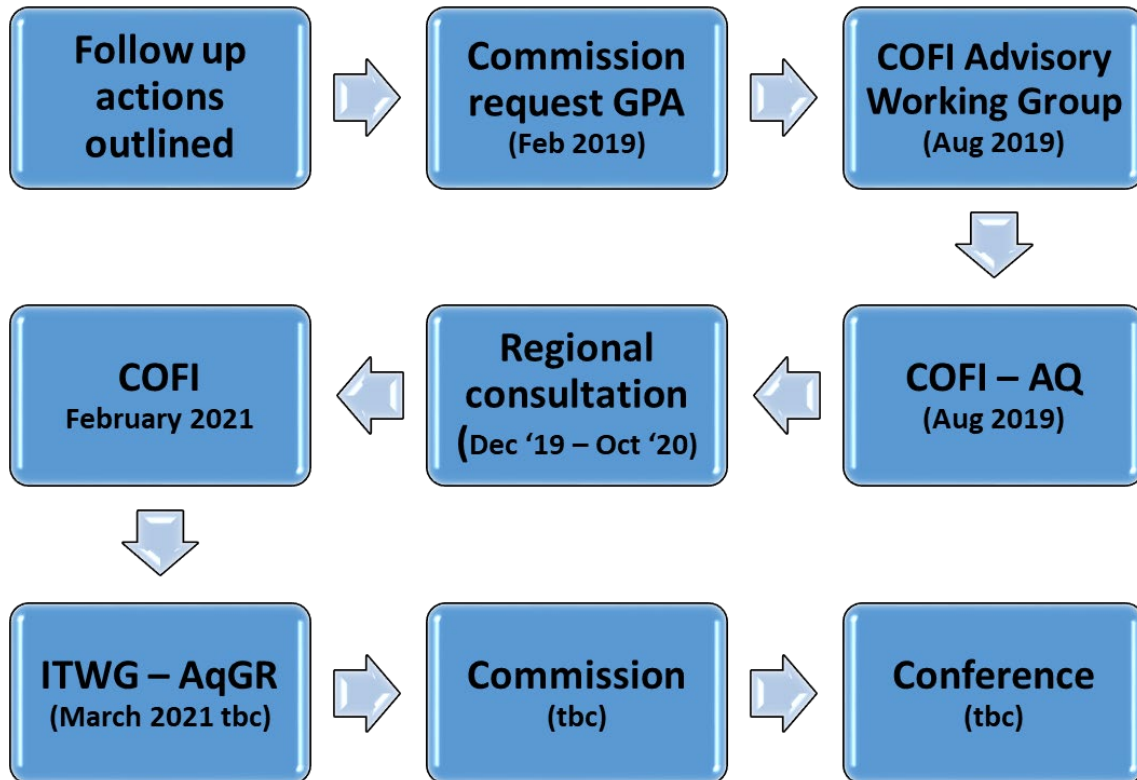 Follow up
actions
outlined
Commission
request GPA
(Feb 2019)
COFI Advisory
Working Group
(Aug 2019)
COFI – AQ
(Aug 2019)
Regional
consultation
(Dec ‘19 – Oct ‘20)
COFI
February 2021
ITWG – AqGR
(March 2021 tbc)
Commission
(tbc)
Conference
(tbc)